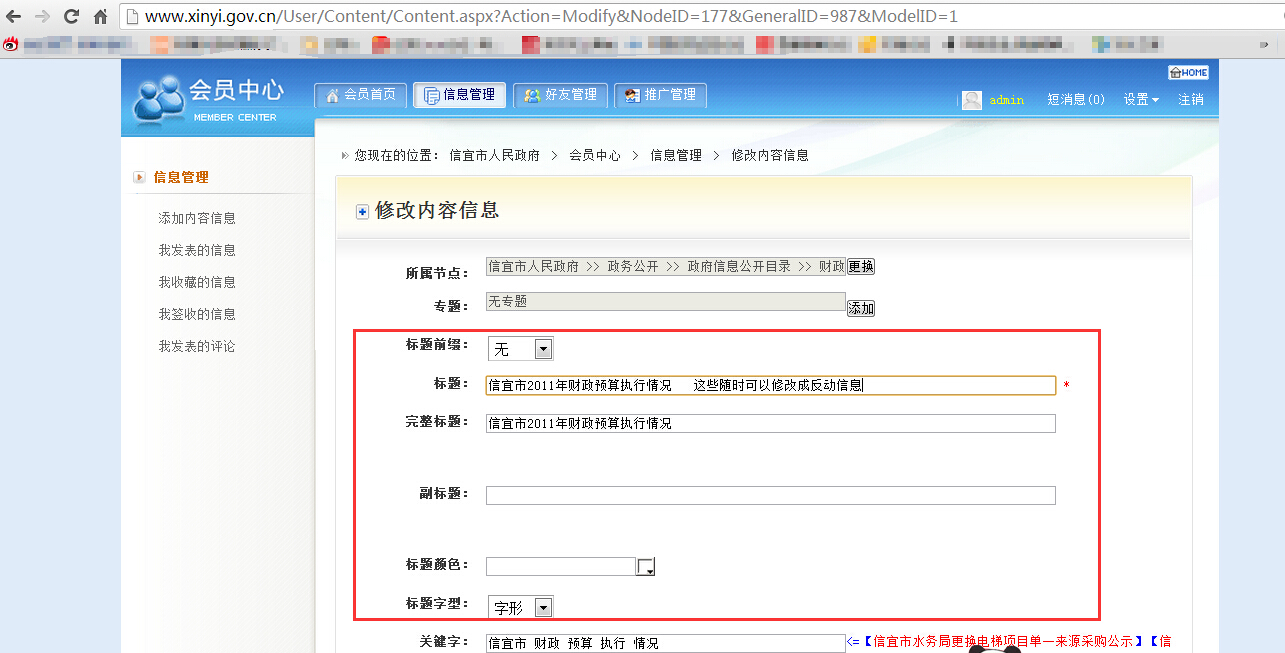 www.xinyi.gov.cn/User/Content/Content.aspx?Action=Modify&NodeID=177&GeneralID=987&ModelID=1
HOME
会员中心
MEMBER CENTER
会员首页 信息管理 好友管理 推广管理
admin 短消息(0) 设置 注销
您现在的位置： 信宜市人民政府 > 会员中心 > 信息管理 > 修改内容信息
信息管理
添加内容信息
我发表的信息
我收藏的信息
我签收的信息
我发表的评论
修改内容信息
所属节点： 信宜市人民政府 >> 政务公开 >> 政府信息公开目录 >> 财政 更换
专题： 无专题 添加
标题前缀： 无
标题： 信宜市2011年财政预算执行情况 这些随时可以修改成反动信息 *
完整标题： 信宜市2011年财政预算执行情况
副标题：
标题颜色：
标题字型： 字形
关键字： 信宜市 财政 预算 执行 情况 <=【信宜市水务局更换电梯项目单一来源采购公示】【信